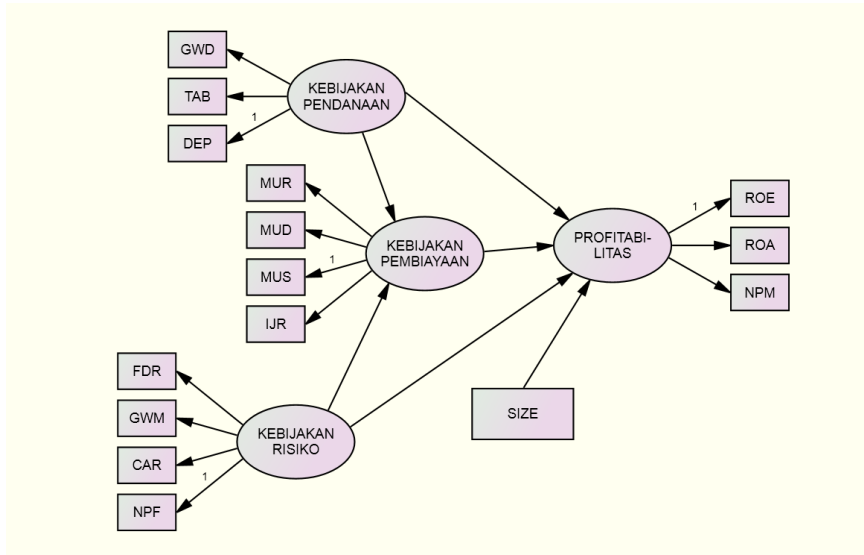 GWD
TAB
1
DEP
KEBIJAKAN
PENDANAAN
MUR
MUD
1
MUS
IJR
KEBIJAKAN
PEMBIAYAAN
PROFITABI-
LITAS
1
ROE
ROA
NPM
FDR
GWM
CAR
1
NPF
KEBIJAKAN
RISIKO
SIZE